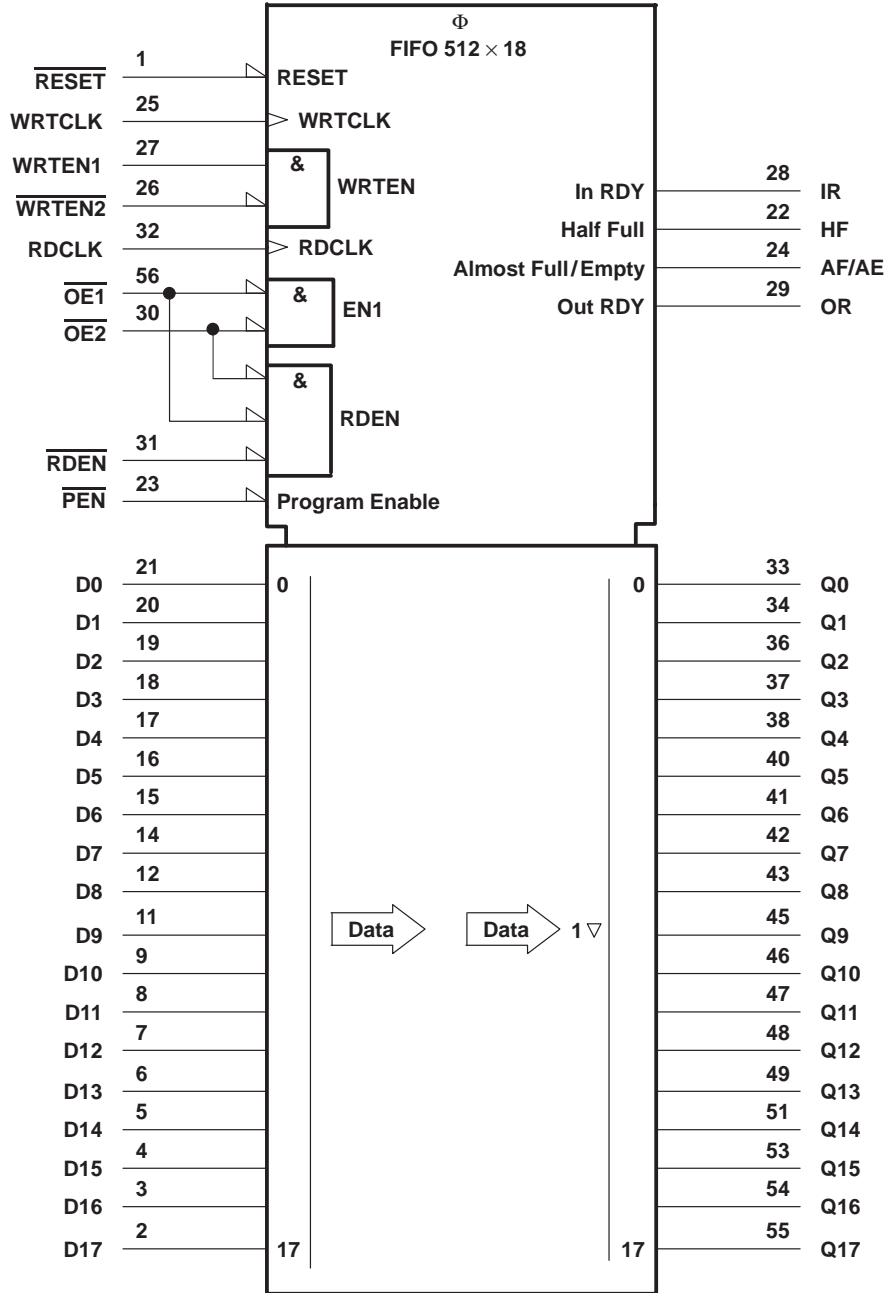 Φ
FIFO 512 × 18
RESET 1 RESET
WRTCLK 25 WRTCLK
WRTEN1 27 &
WRTEN
WRTEN2 26
RDCLK 32 RDCLK
OE1 56 &
EN1
OE2 30
&
RDEN
RDEN 31
PEN 23 Program Enable
In RDY 28 IR
Half Full 22 HF
Almost Full/Empty 24 AF/AE
Out RDY 29 OR
D0 21 0 0 33 Q0
D1 20 34 Q1
D2 19 36 Q2
D3 18 37 Q3
D4 17 38 Q4
D5 16 40 Q5
D6 15 41 Q6
D7 14 42 Q7
D8 12 43 Q8
D9 11 Data Data 1 ▽ 45 Q9
D10 9 46 Q10
D11 8 47 Q11
D12 7 48 Q12
D13 6 49 Q13
D14 5 51 Q14
D15 4 53 Q15
D16 3 54 Q16
D17 2 17 17 55 Q17